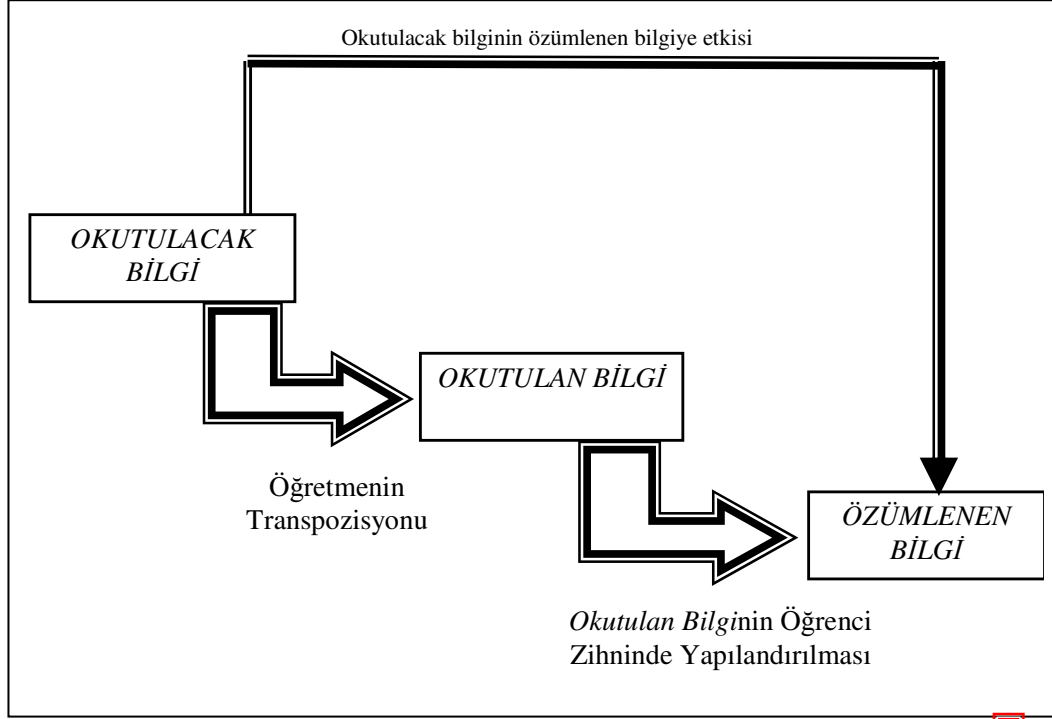 Okutulacak bilginin özümlenen bilgiye etkisi
OKUTULACAK
BİLGİ
OKUTULAN BİLGİ
Öğretmenin
Transpozisyonu
ÖZÜMLENEN
BİLGİ
Okutulan Bilginin Öğrenci
Zihninde Yapılandırılması